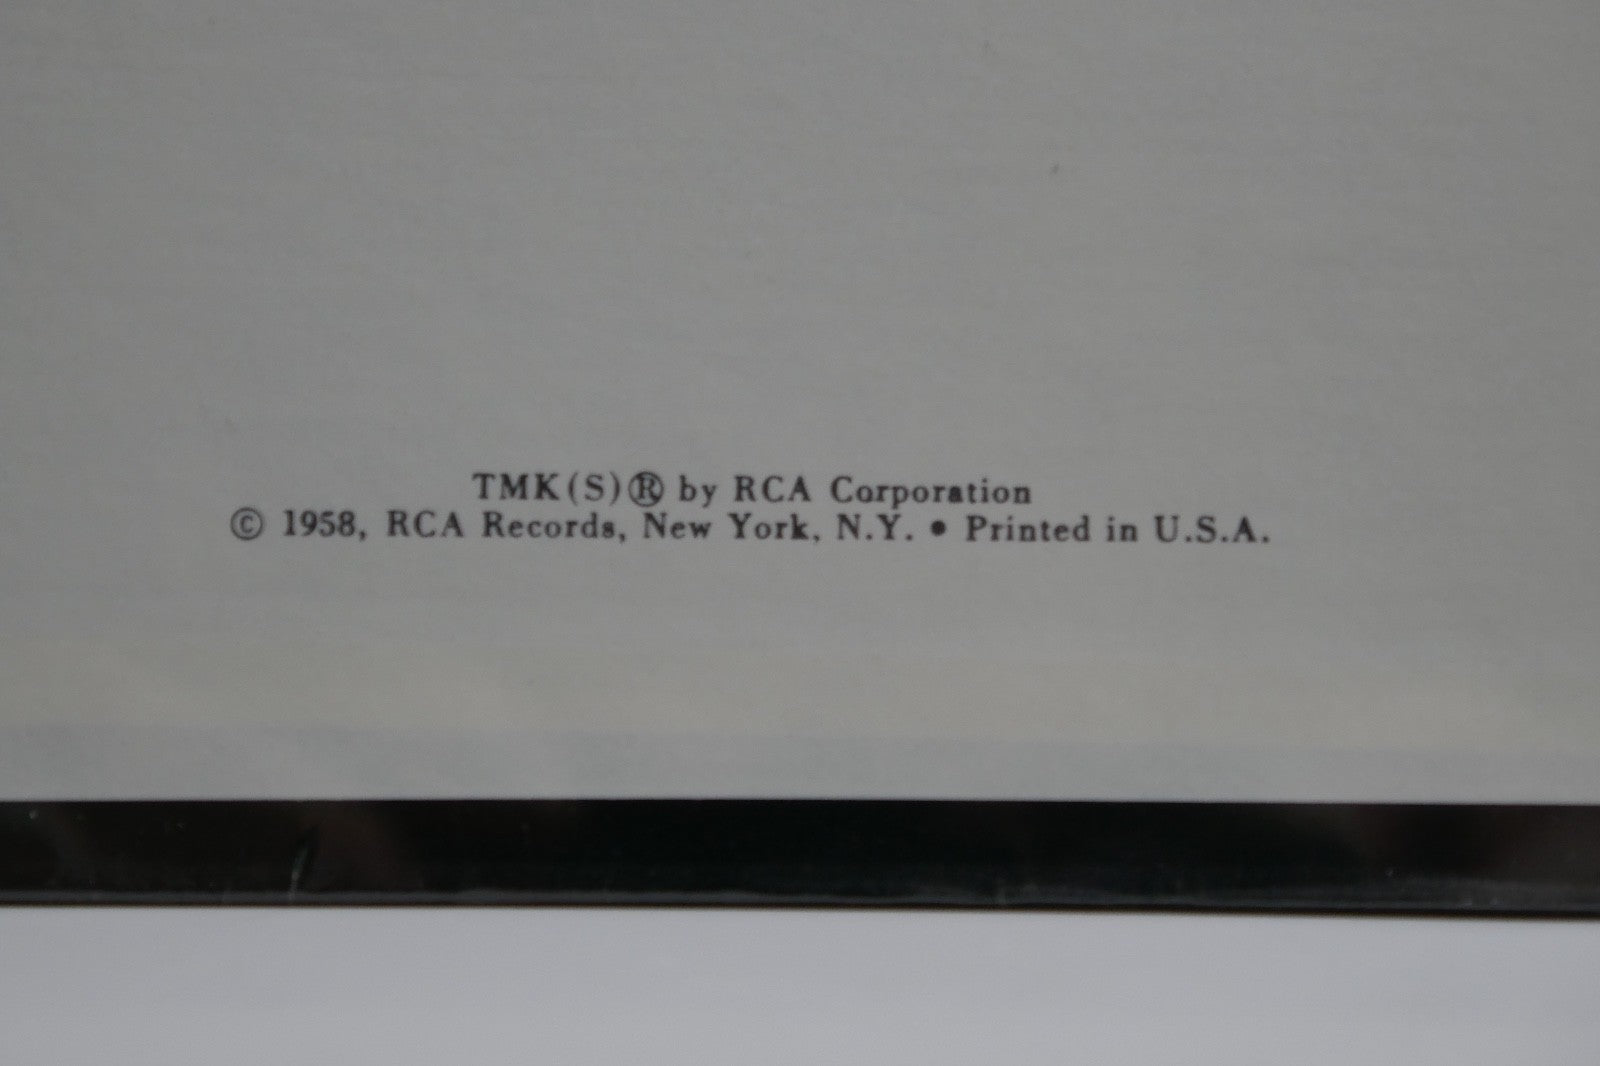 TMK(S)® by RCA Corporation
© 1958, RCA Records, New York, N.Y. • Printed in U.S.A.